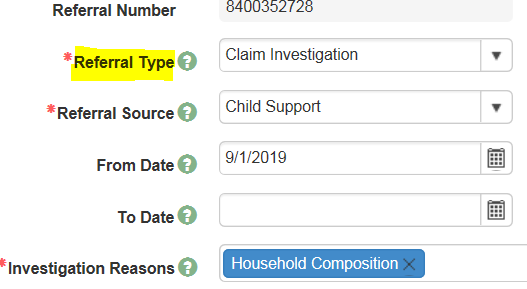 Referral Number 8400352728
*Referral Type ? Claim Investigation
*Referral Source ? Child Support
From Date ? 9/1/2019
To Date ?
*Investigation Reasons ? Household Composition ×